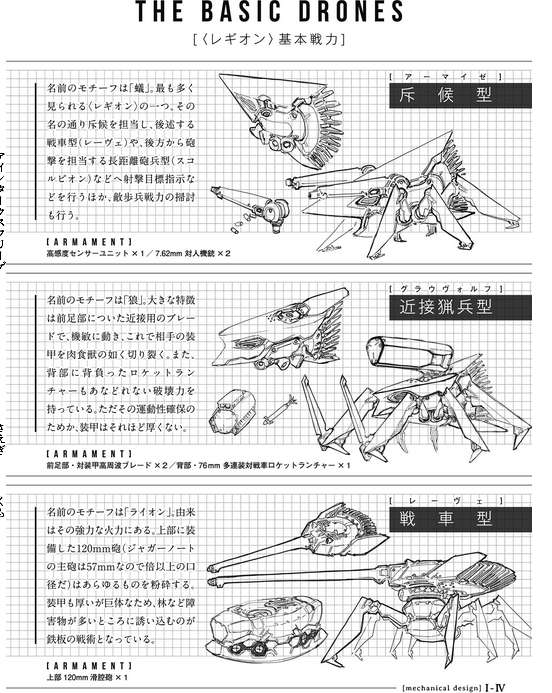 THE BASIC DRONES
[〈レギオン〉基本戦力]
[アーマイゼ]
斥候型
名前のモチーフは「蟻」。最も多く
見られる〈レギオン〉の一つ、その
名の通り斥候を担当し、後述する
戦車型（レーヴェ）や、後方から砲
撃を担当する長距離砲兵型（スコ
ルピオン）などへ射撃目標指示な
どを行うほか、敵歩兵戦力の掃討
も行う。
[ARMAMENT]
高感度センサーユニット×1／7.62mm 対人機銃×2
[グラウヴォルフ]
近接猟兵型
名前のモチーフは「狼」。大きな特徴
は前足部についた近接用のブレー
ドで、機敏に動き、これで相手の装
甲を肉食獣の如く切り裂く。また、
背部に背負ったロケットラン
チャーもあなどれない破壊力を
持っている。ただその運動性確保の
ためか、装甲はそれほど厚くない。
[ARMAMENT]
前足部・対装甲高周波ブレード×2／背部・76mm 多連装対戦車ロケットランチャー×1
[レーヴェ]
戦車型
名前のモチーフは「ライオン」。由来
はその強力な火力にある。上部に装
備した120mm砲（ジャガーノート
の主砲は57mmなので倍以上の口
径だ）はあらゆるものを粉砕する。
装甲も厚いが巨体なため、林など障
害物が多いところに誘い込むのが
鉄板の戦術となっている。
[ARMAMENT]
上部 120mm 滑腔砲×1
[mechanical design] I-IV